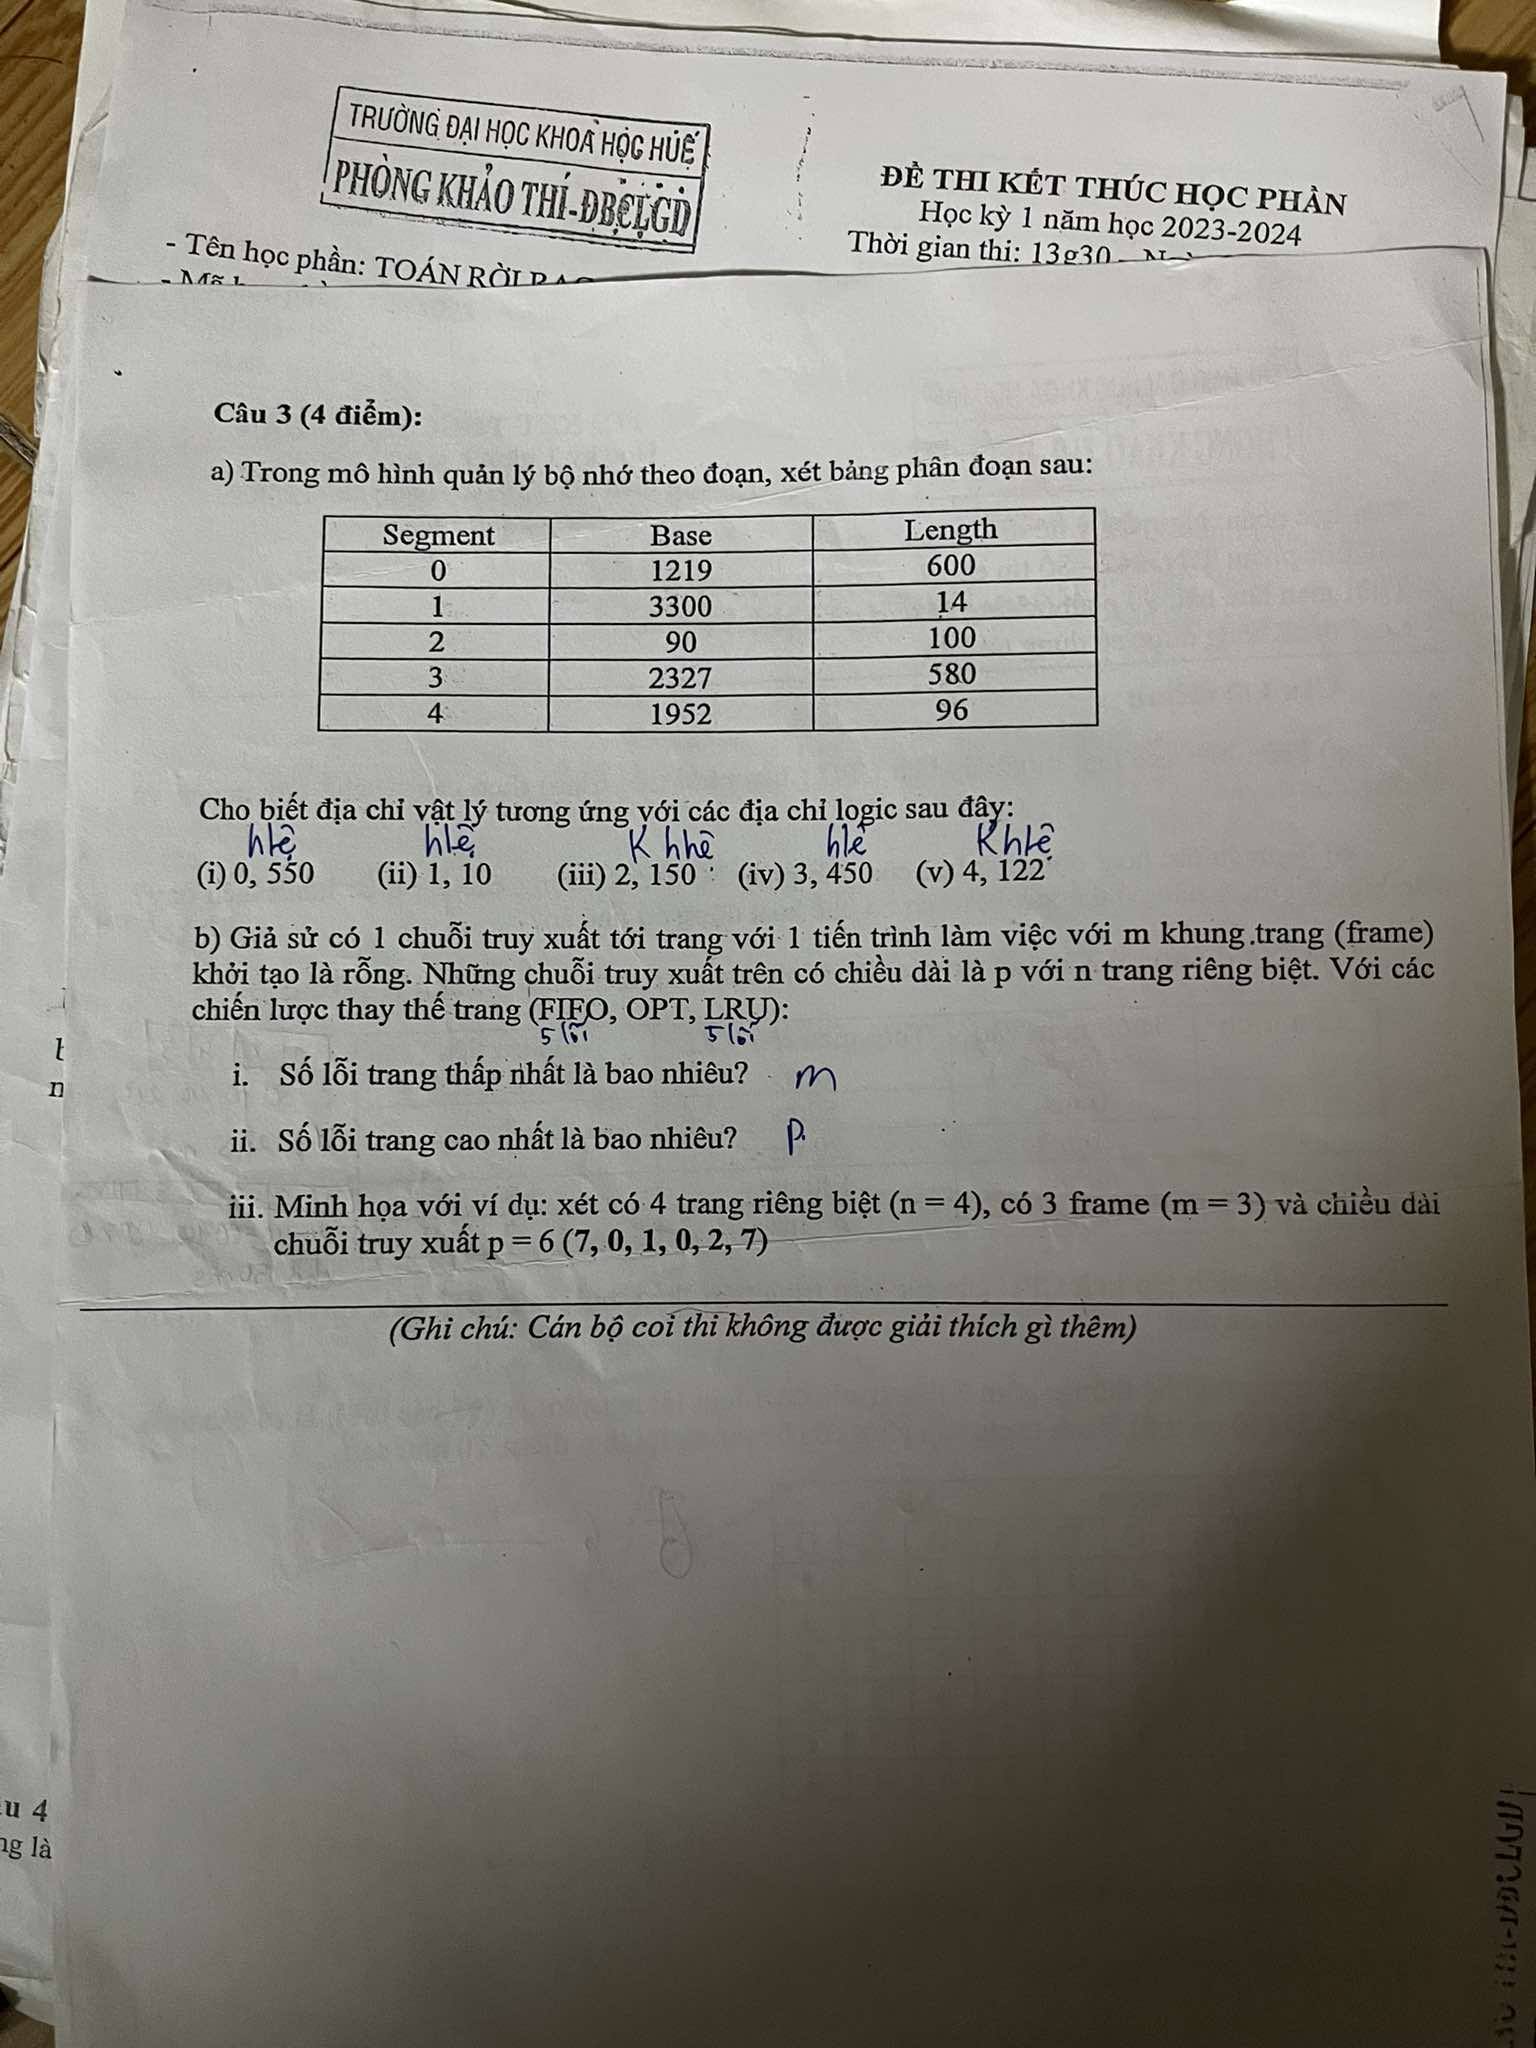 TRƯỜNG ĐẠI HỌC KHOA HỌC HUẾ
PHÒNG KHẢO THÍ-ĐBCLGD
ĐỀ THI KẾT THÚC HỌC PHẦN
Học kỳ 1 năm học 2023-2024
Thời gian thi: 13g30 -
- Tên học phần: TOÁN RỜI RẠC
Câu 3 (4 điểm):
a) Trong mô hình quản lý bộ nhớ theo đoạn, xét bảng phân đoạn sau:
Segment Base Length
0 1219 600
1 3300 14
2 90 100
3 2327 580
4 1952 96
Cho biết địa chỉ vật lý tương ứng với các địa chỉ logic sau đây:
hlệ hlệ K hhệ hlê K hlệ
(i) 0, 550 (ii) 1, 10 (iii) 2, 150 (iv) 3, 450 (v) 4, 122
b) Giả sử có 1 chuỗi truy xuất tới trang với 1 tiến trình làm việc với m khung trang (frame)
khởi tạo là rỗng. Những chuỗi truy xuất trên có chiều dài là p với n trang riêng biệt. Với các
chiến lược thay thế trang (FIFO, OPT, LRU):
5 lỗi 5 lỗi
i. Số lỗi trang thấp nhất là bao nhiêu? m
ii. Số lỗi trang cao nhất là bao nhiêu? p.
iii. Minh họa với ví dụ: xét có 4 trang riêng biệt (n = 4), có 3 frame (m = 3) và chiều dài
chuỗi truy xuất p = 6 (7, 0, 1, 0, 2, 7)
(Ghi chú: Cán bộ coi thi không được giải thích gì thêm)
u 4
ng là